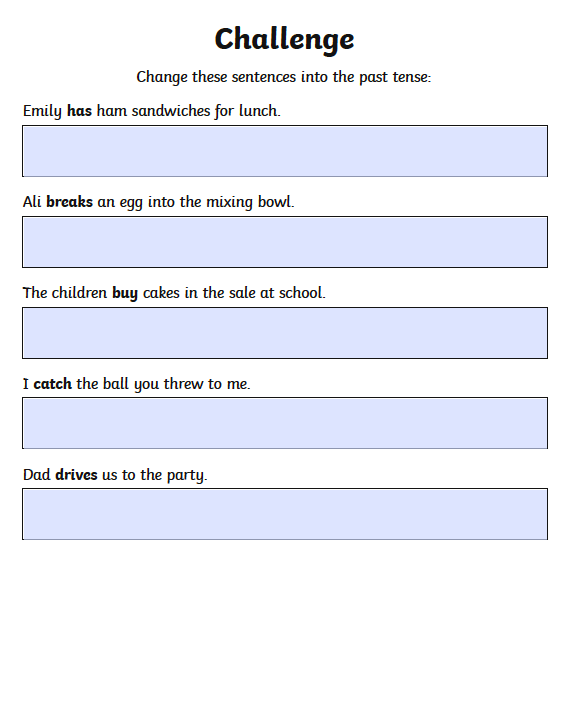 Challenge
Change these sentences into the past tense:
Emily has ham sandwiches for lunch.
Ali breaks an egg into the mixing bowl.
The children buy cakes in the sale at school.
I catch the ball you threw to me.
Dad drives us to the party.